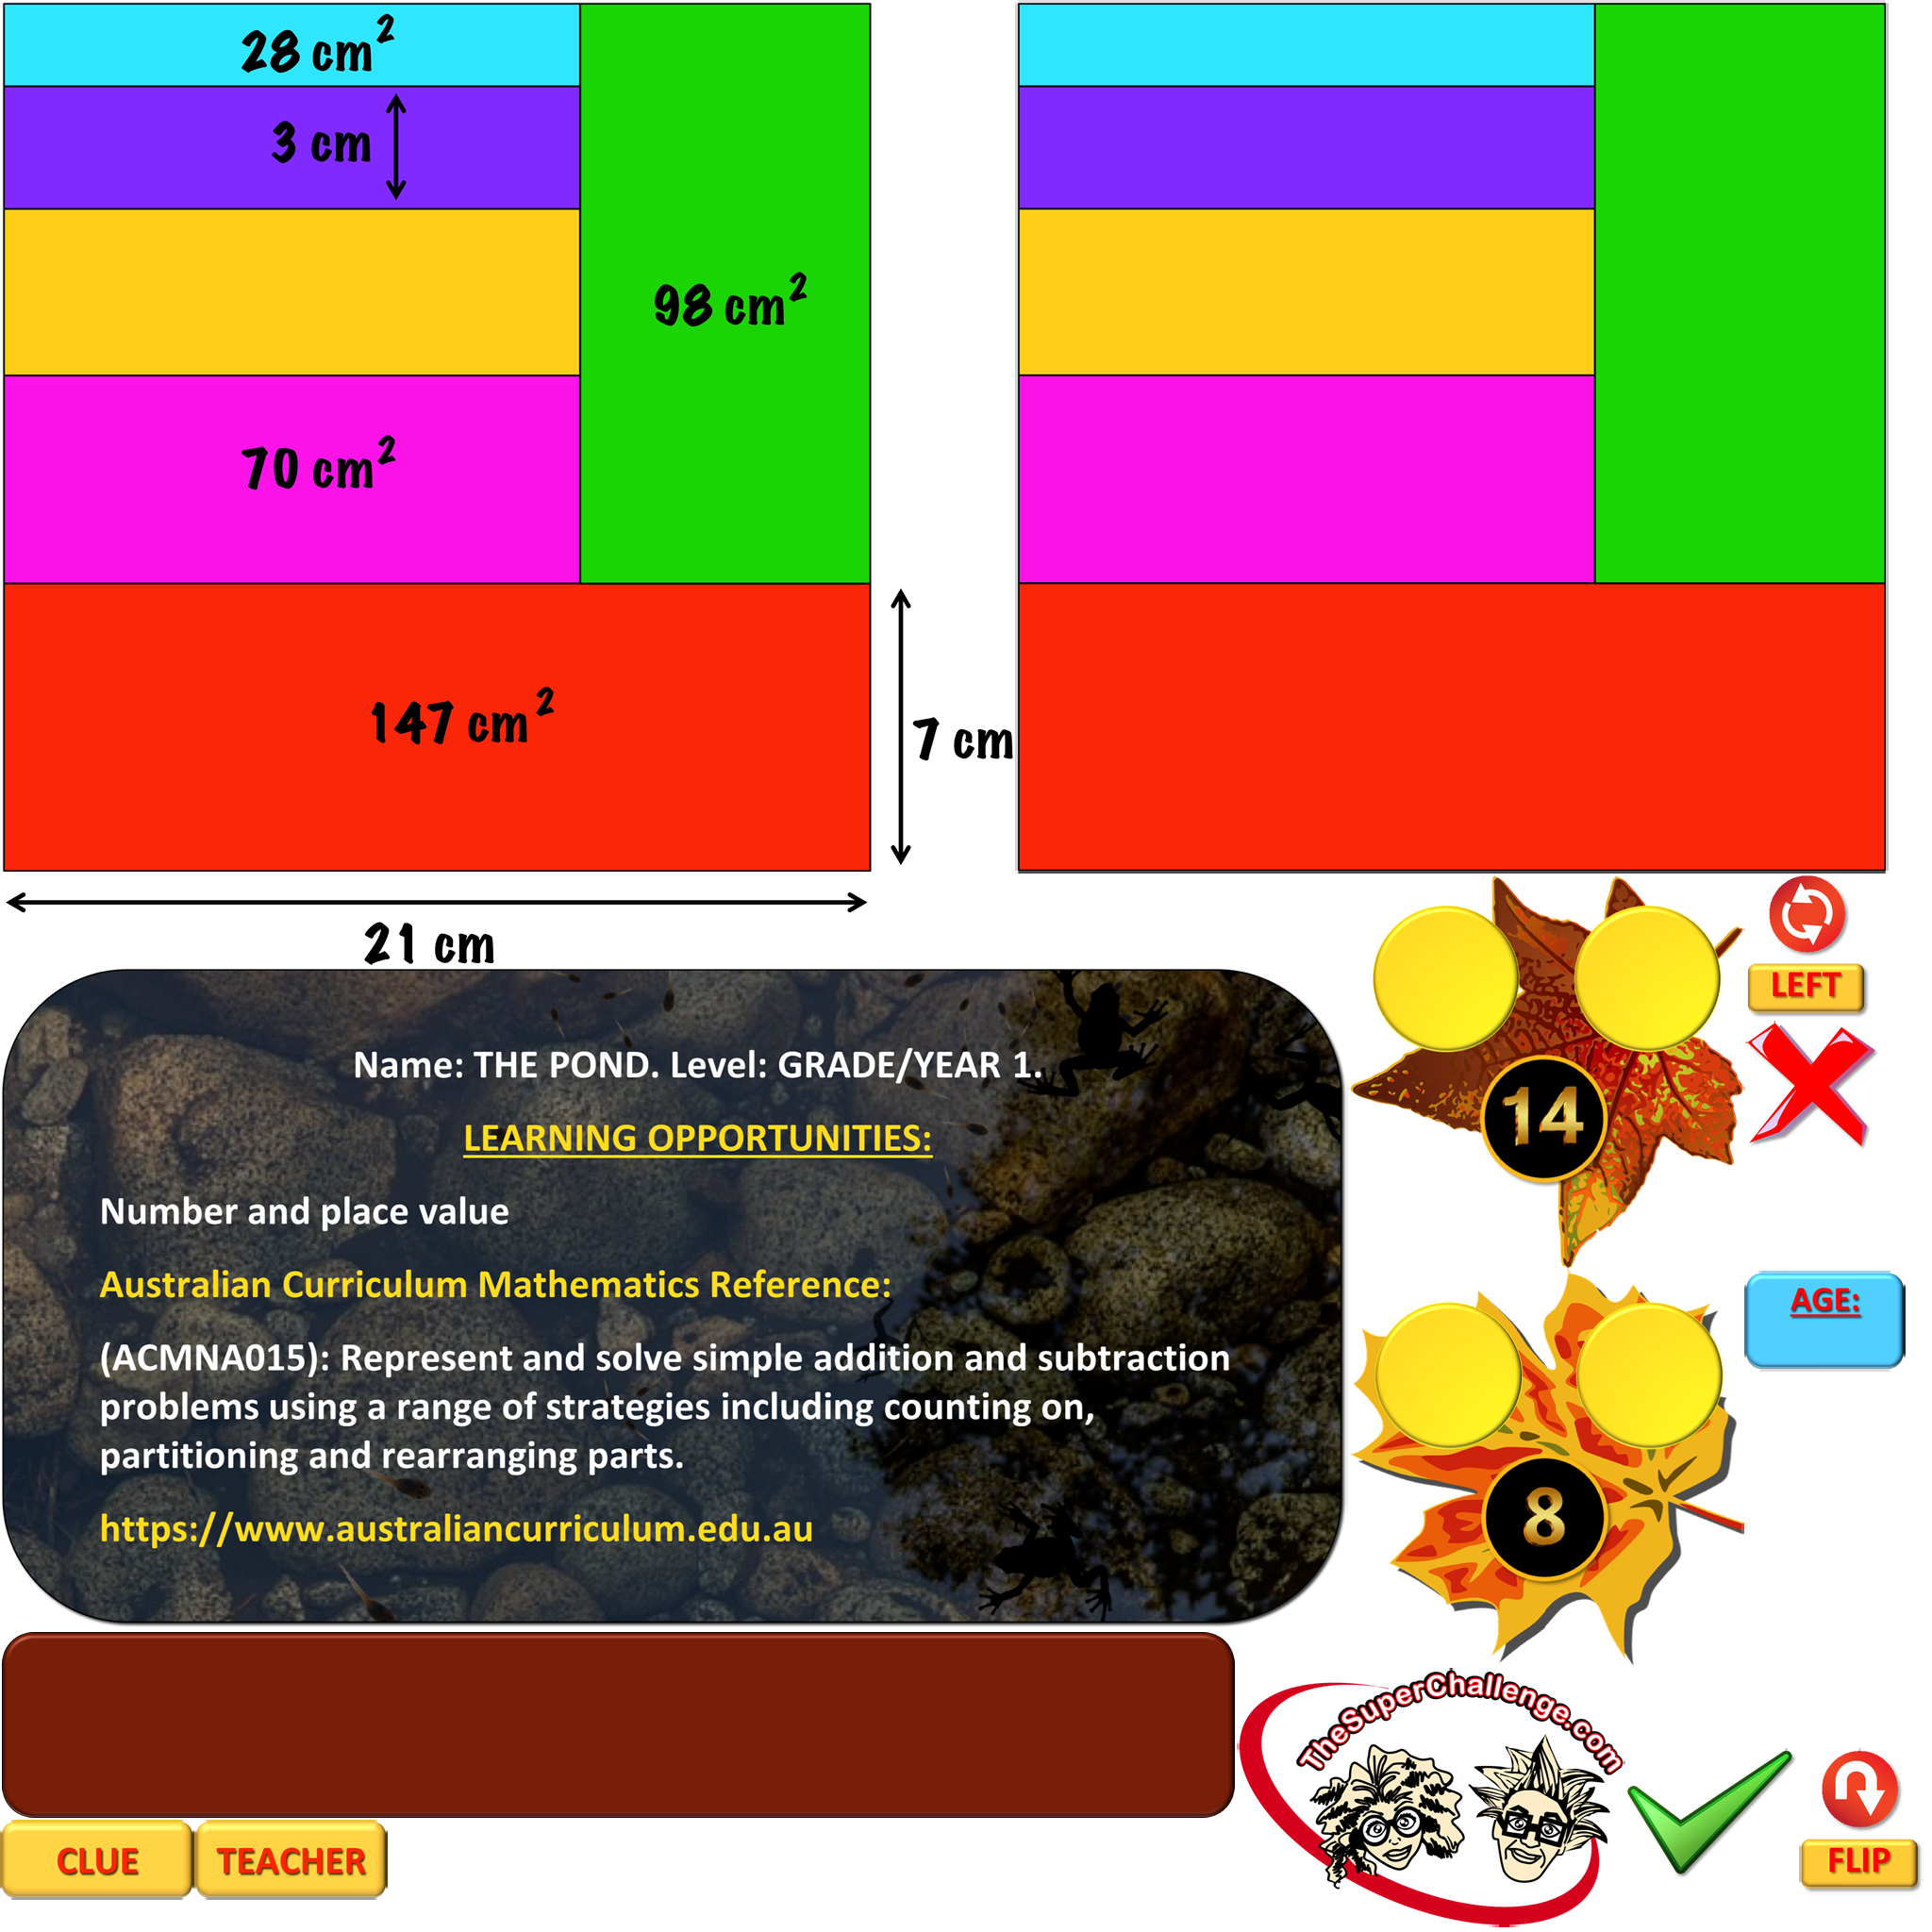 28 cm²
3 cm
98 cm²
70 cm²
147 cm²
7 cm
21 cm
LEFT
14
Name: THE POND. Level: GRADE/YEAR 1.
LEARNING OPPORTUNITIES:
Number and place value
Australian Curriculum Mathematics Reference:
(ACMNA015): Represent and solve simple addition and subtraction
problems using a range of strategies including counting on,
partitioning and rearranging parts.
https://www.australiancurriculum.edu.au
AGE:
8
TheSuperChallenge.com
CLUE
TEACHER
FLIP